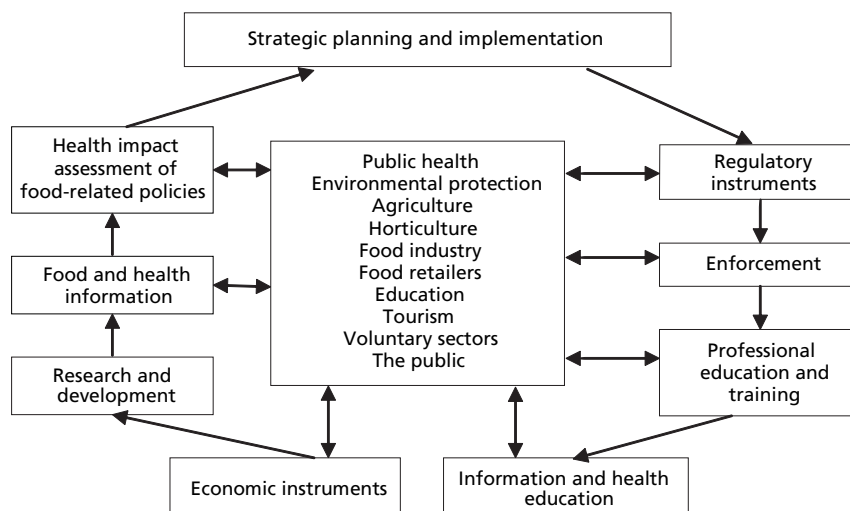 Strategic planning and implementation
Health impact
assessment of
food-related policies
Public health
Environmental protection
Agriculture
Horticulture
Food industry
Food retailers
Education
Tourism
Voluntary sectors
The public
Regulatory
instruments
Food and health
information
Enforcement
Research and
development
Professional
education and
training
Economic instruments
Information and health
education